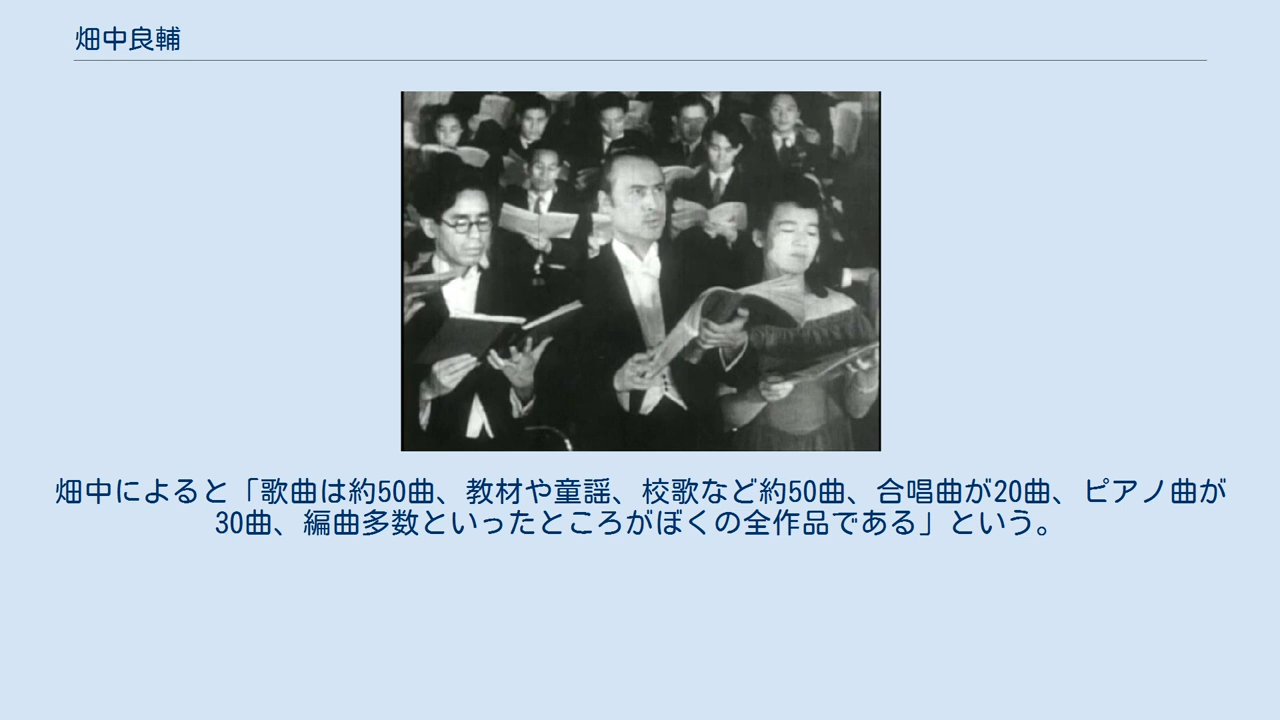 畑中良輔
畑中によると「歌曲は約50曲、教材や童謡、校歌など約50曲、合唱曲が20曲、ピアノ曲が
30曲、編曲多数といったところがぼくの全作品である」という。